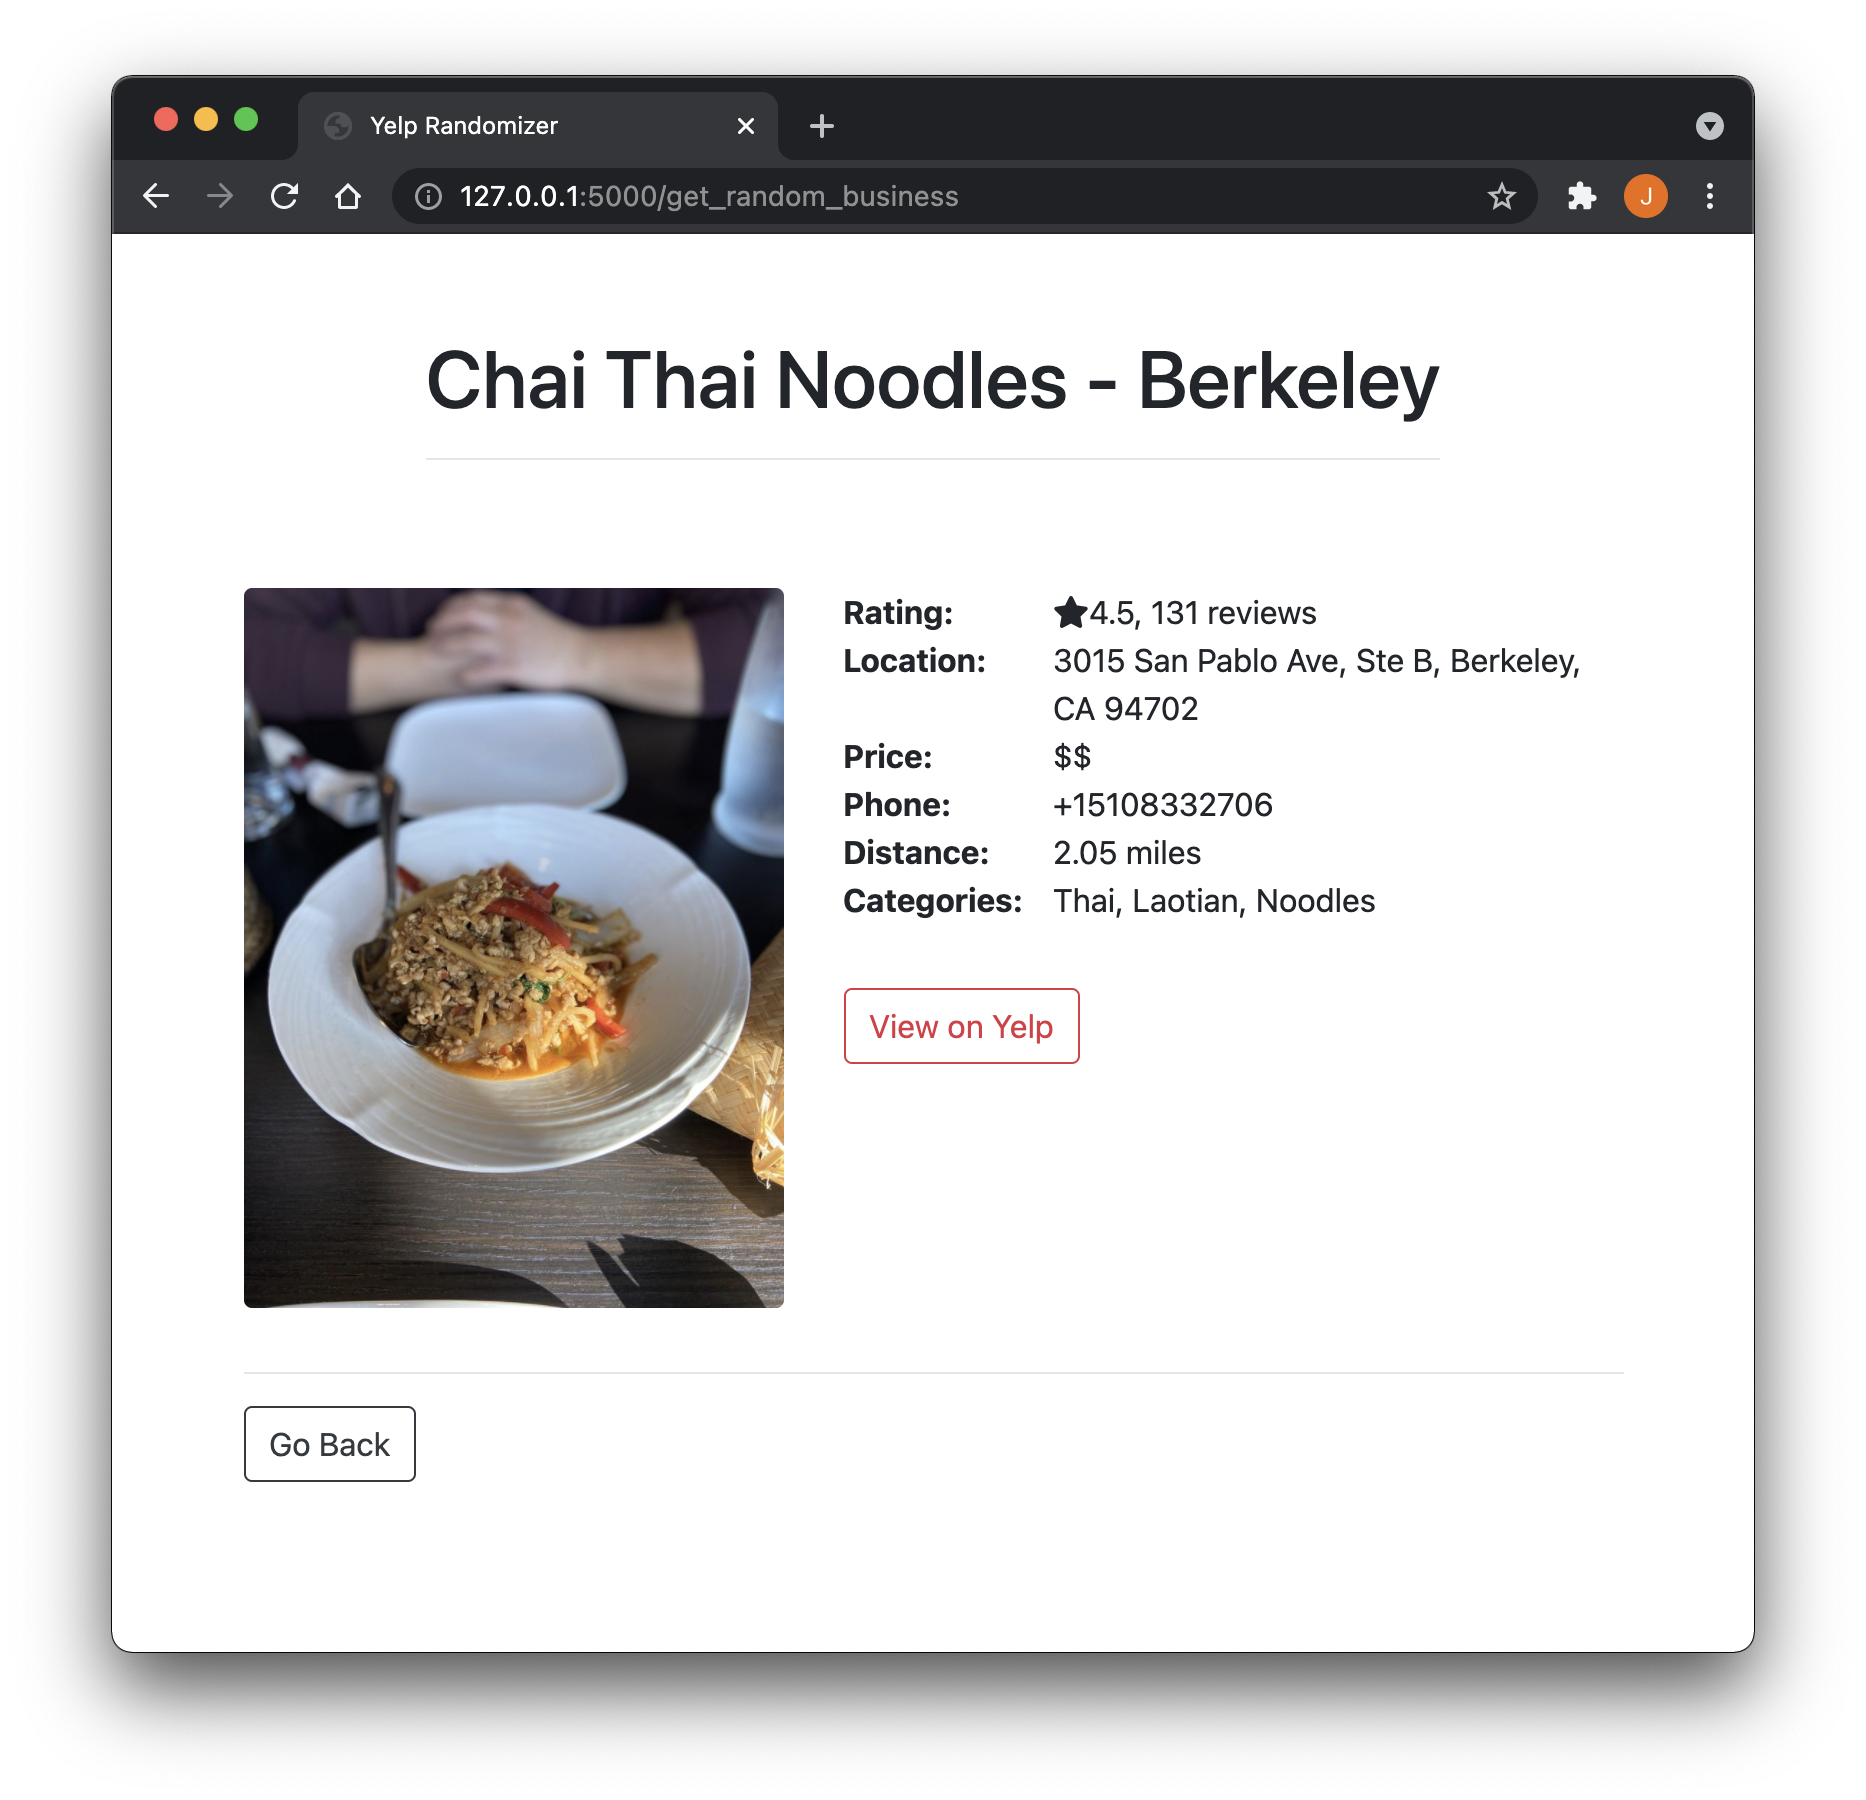 Yelp Randomizer
127.0.0.1:5000/get_random_business
J
Chai Thai Noodles - Berkeley
Rating: 4.5, 131 reviews
Location: 3015 San Pablo Ave, Ste B, Berkeley,
CA 94702
Price: $$
Phone: +15108332706
Distance: 2.05 miles
Categories: Thai, Laotian, Noodles
View on Yelp
Go Back